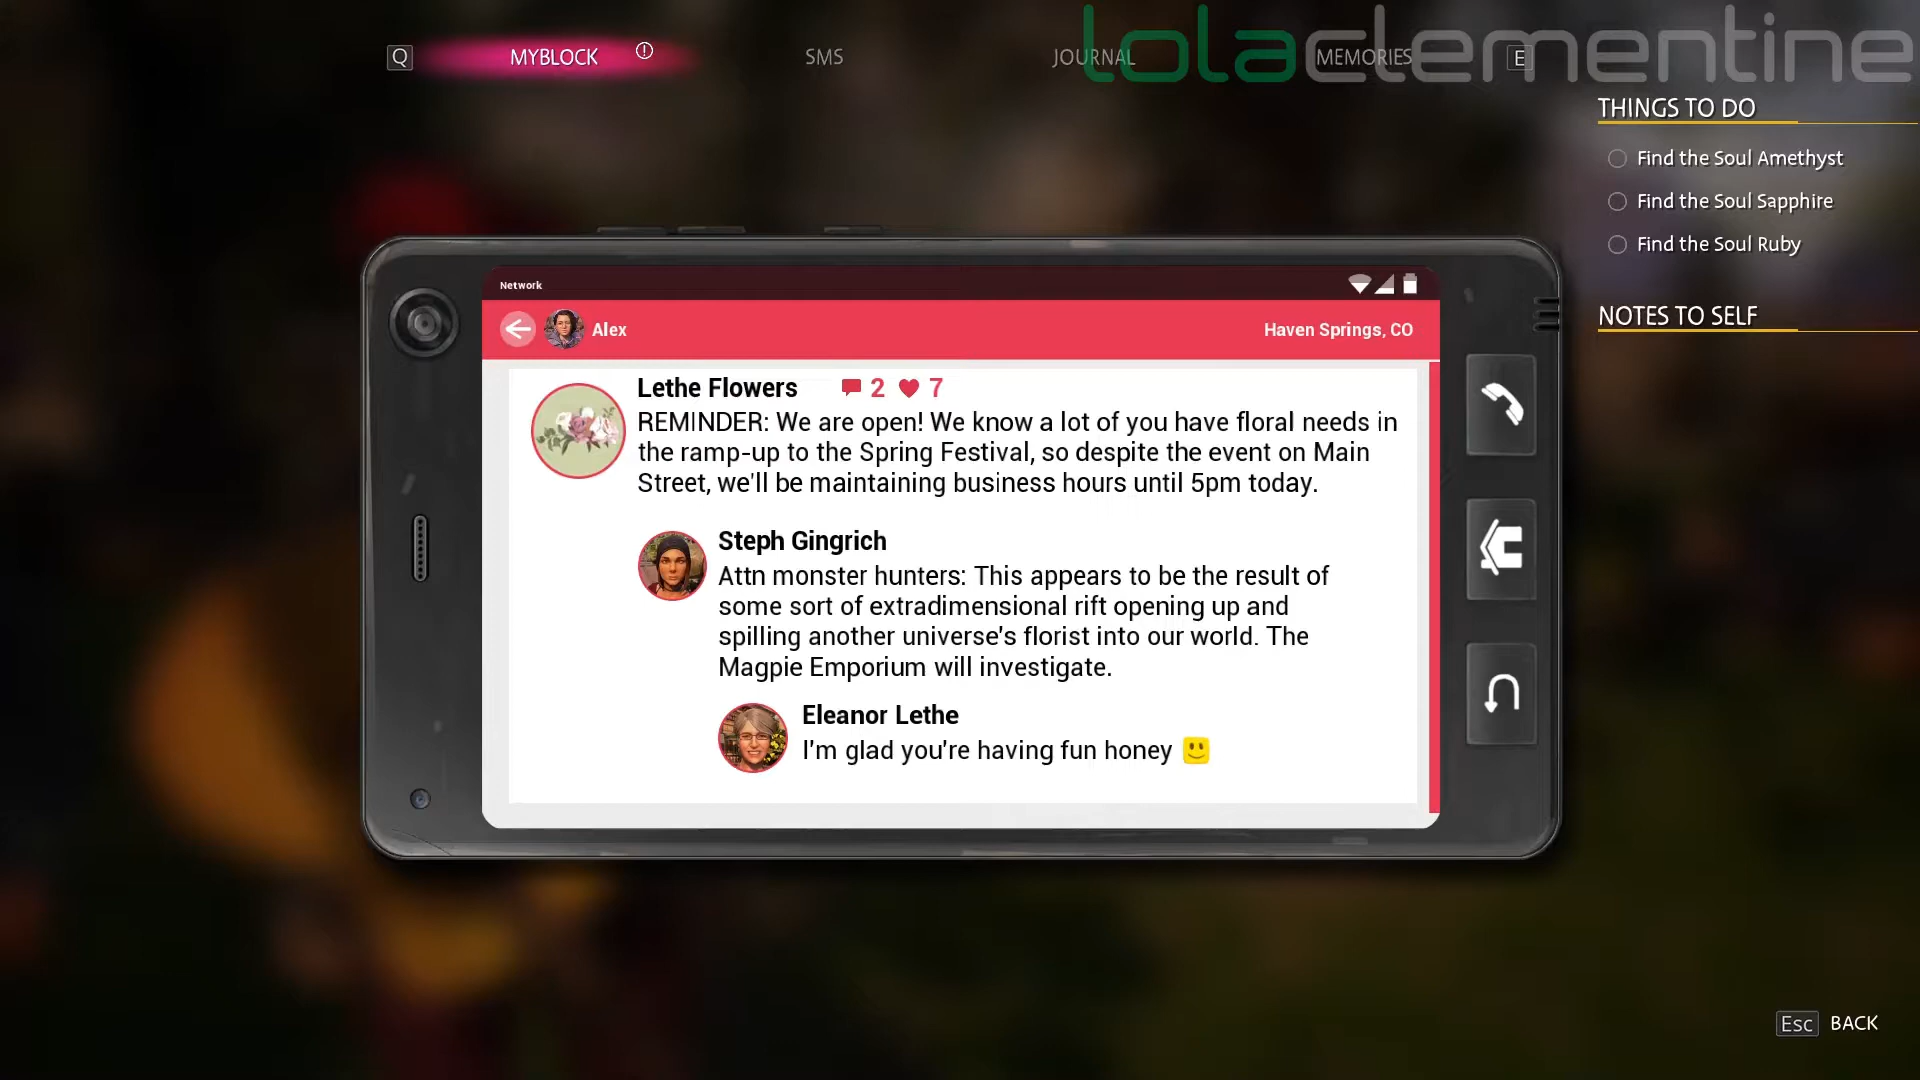 lolaclementine
Q
MYBLOCK
SMS
JOURNAL
MEMORIES
E
THINGS TO DO
Find the Soul Amethyst
Find the Soul Sapphire
Find the Soul Ruby
NOTES TO SELF
Network
Alex
Haven Springs, CO
Lethe Flowers 2 7
REMINDER: We are open! We know a lot of you have floral needs in
the ramp-up to the Spring Festival, so despite the event on Main
Street, we'll be maintaining business hours until 5pm today.
Steph Gingrich
Attn monster hunters: This appears to be the result of
some sort of extradimensional rift opening up and
spilling another universe's florist into our world. The
Magpie Emporium will investigate.
Eleanor Lethe
I'm glad you're having fun honey 🙂
Esc BACK